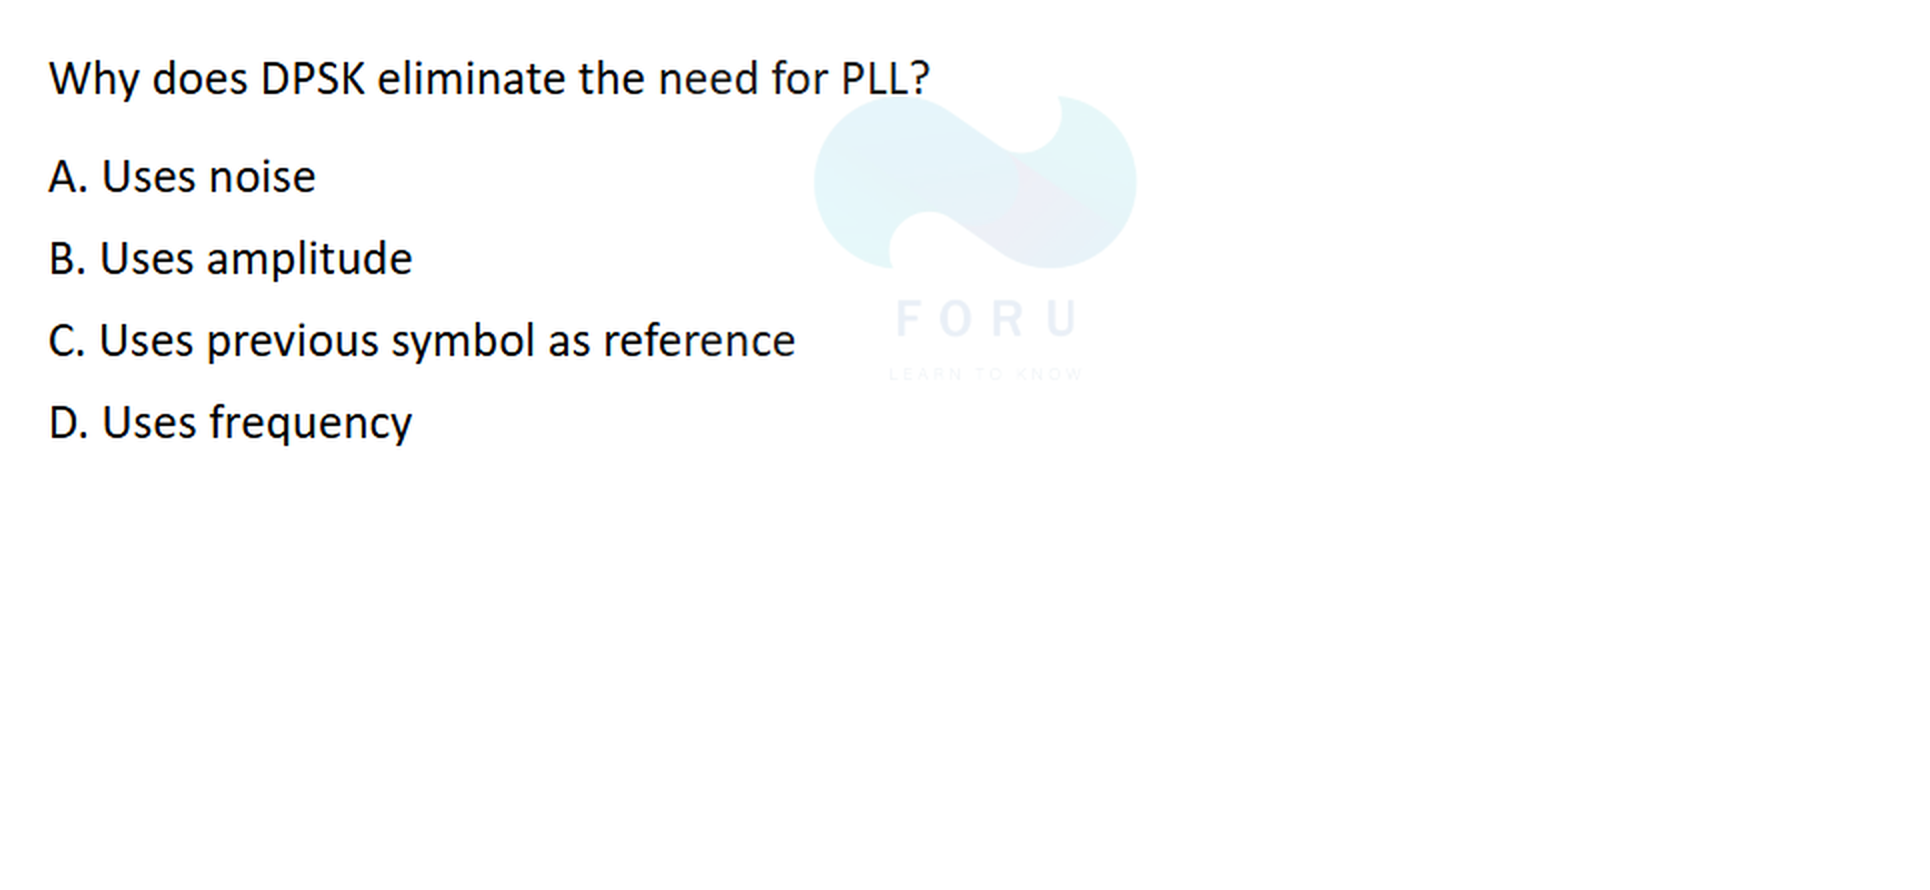 Why does DPSK eliminate the need for PLL?
A. Uses noise
B. Uses amplitude
C. Uses previous symbol as reference
D. Uses frequency
FORU
LEARN TO KNOW